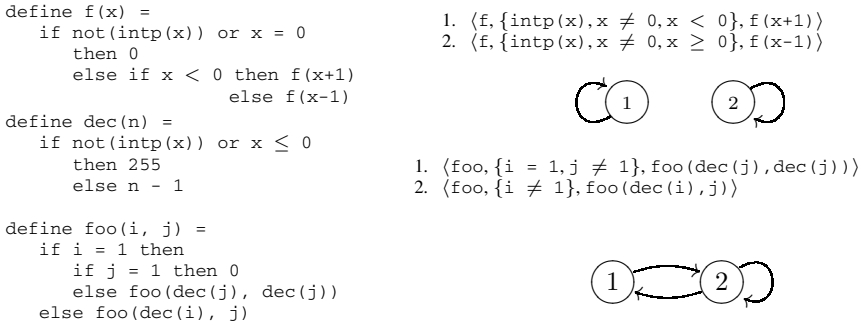 define f(x) =
if not(intp(x)) or x = 0
then 0
else if x < 0 then f(x+1)
else f(x-1)
define dec(n) =
if not(intp(x)) or x ≤ 0
then 255
else n - 1
define foo(i, j) =
if i = 1 then
if j = 1 then 0
else foo(dec(j), dec(j))
else foo(dec(i), j)
1. ⟨f,{intp(x),x ≠ 0,x < 0},f(x+1)⟩
2. ⟨f,{intp(x),x ≠ 0,x ≥ 0},f(x-1)⟩
1 2
1. ⟨foo,{i = 1,j ≠ 1},foo(dec(j),dec(j))⟩
2. ⟨foo,{i ≠ 1},foo(dec(i),j)⟩
1 2